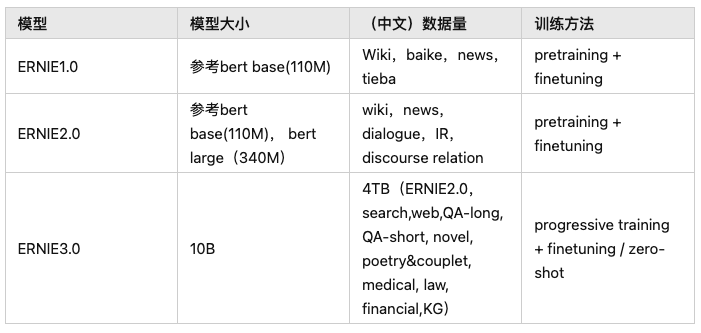 模型 模型大小 （中文）数据量 训练方法
ERNIE1.0
参考bert base(110M)
Wiki，baike，news，
tieba
pretraining +
finetuning
ERNIE2.0
参考bert
base(110M)， bert
large（340M）
wiki，news，
dialogue，IR，
discourse relation
pretraining +
finetuning
ERNIE3.0
10B
4TB（ERNIE2.0，
search,web,QA-long,
QA-short, novel,
poetry&couplet,
medical, law,
financial,KG）
progressive training
+ finetuning / zero-
shot